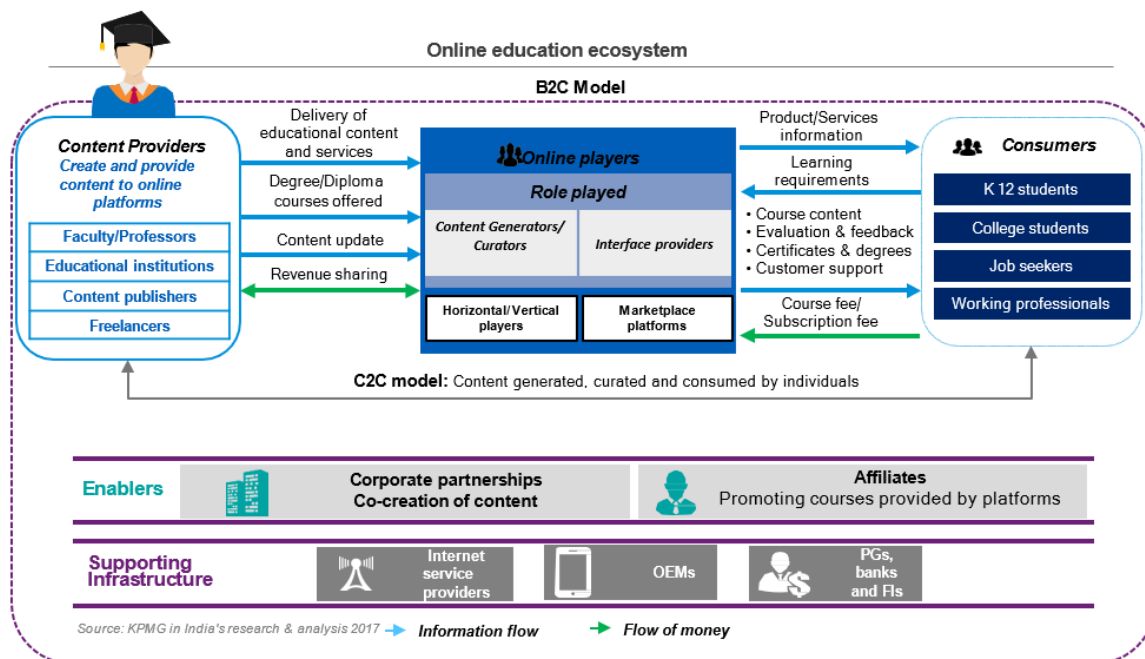 Online education ecosystem
B2C Model
Content Providers
Create and provide
content to online
platforms
Faculty/Professors
Educational institutions
Content publishers
Freelancers
Delivery of
educational content
and services
Degree/Diploma
courses offered
Content update
Revenue sharing
Online players
Role played
Content Generators/
Curators
Interface providers
Horizontal/Vertical
players
Marketplace
platforms
Product/Services
information
Learning
requirements
• Course content
• Evaluation & feedback
• Certificates & degrees
• Customer support
Course fee/
Subscription fee
Consumers
K 12 students
College students
Job seekers
Working professionals
C2C model: Content generated, curated and consumed by individuals
Enablers
Corporate partnerships
Co-creation of content
Affiliates
Promoting courses provided by platforms
Supporting
Infrastructure
Internet
service
providers
OEMs
PGs,
banks
and FIs
Source: KPMG in India's research & analysis 2017
Information flow
Flow of money